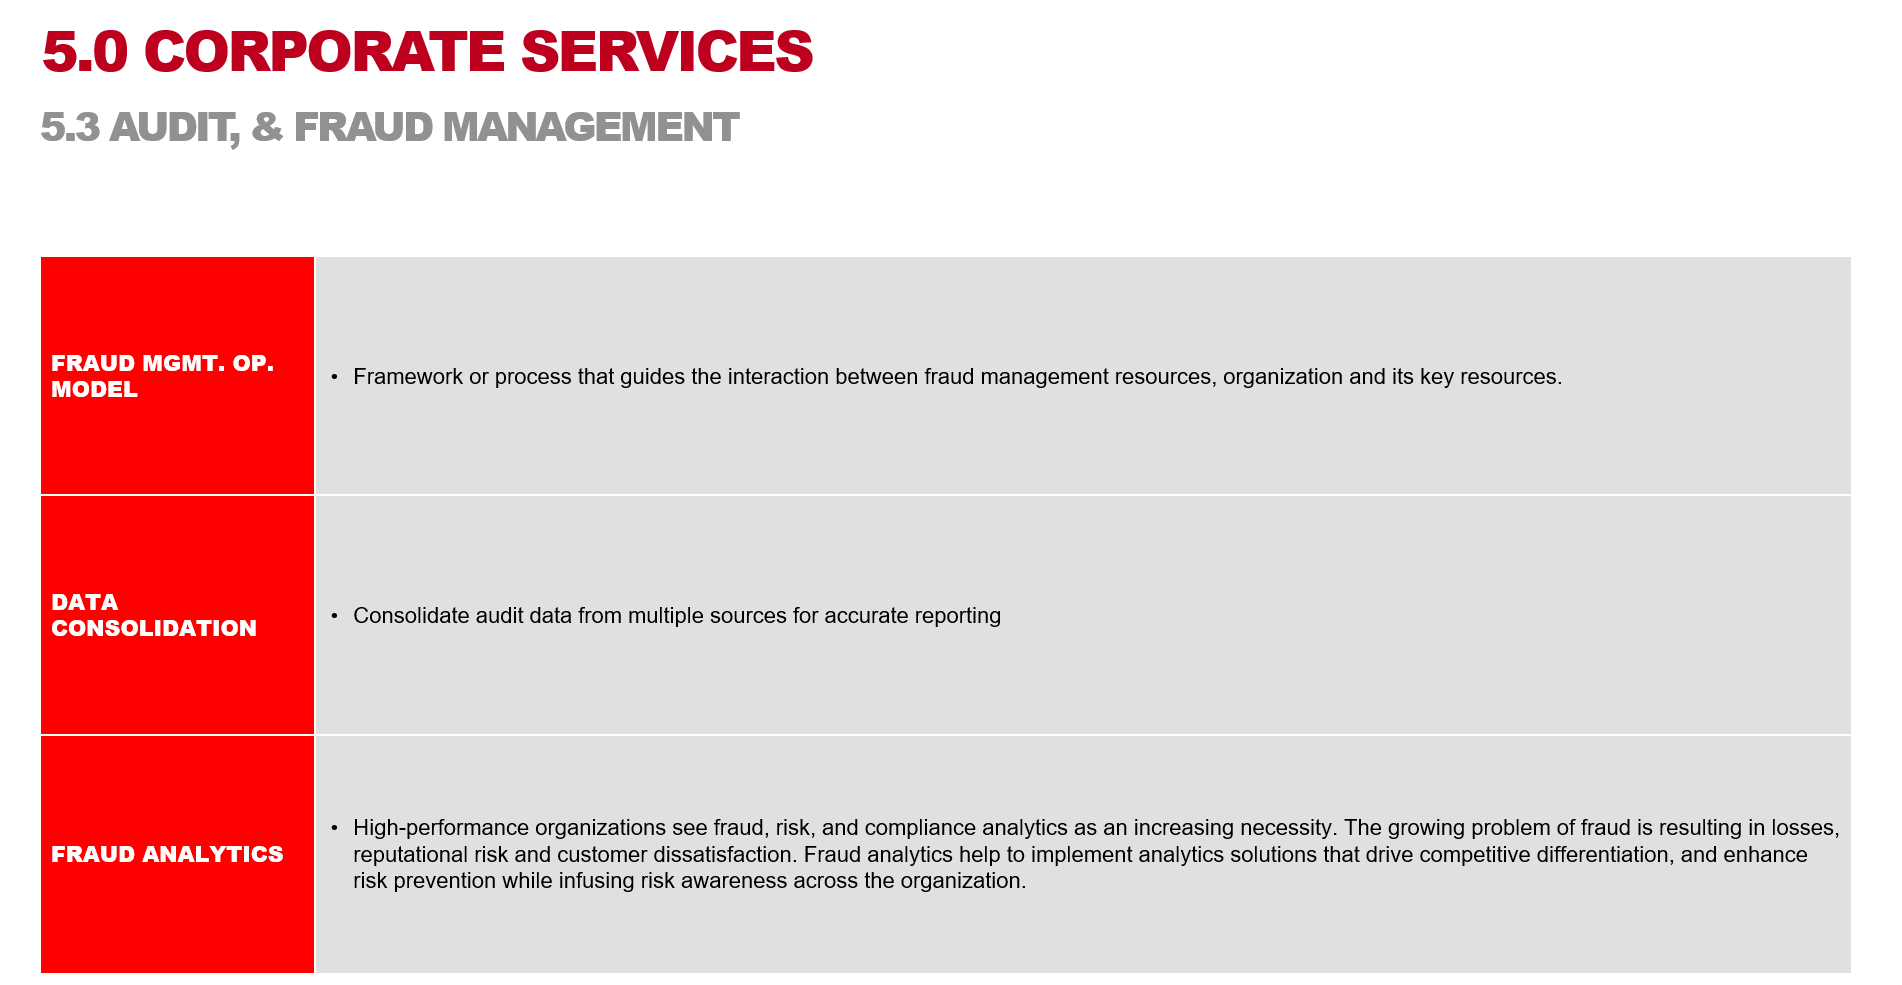 5.0 CORPORATE SERVICES
5.3 AUDIT, & FRAUD MANAGEMENT
FRAUD MGMT. OP.
MODEL
• Framework or process that guides the interaction between fraud management resources, organization and its key resources.
DATA
CONSOLIDATION
• Consolidate audit data from multiple sources for accurate reporting
FRAUD ANALYTICS
• High-performance organizations see fraud, risk, and compliance analytics as an increasing necessity. The growing problem of fraud is resulting in losses,
reputational risk and customer dissatisfaction. Fraud analytics help to implement analytics solutions that drive competitive differentiation, and enhance
risk prevention while infusing risk awareness across the organization.